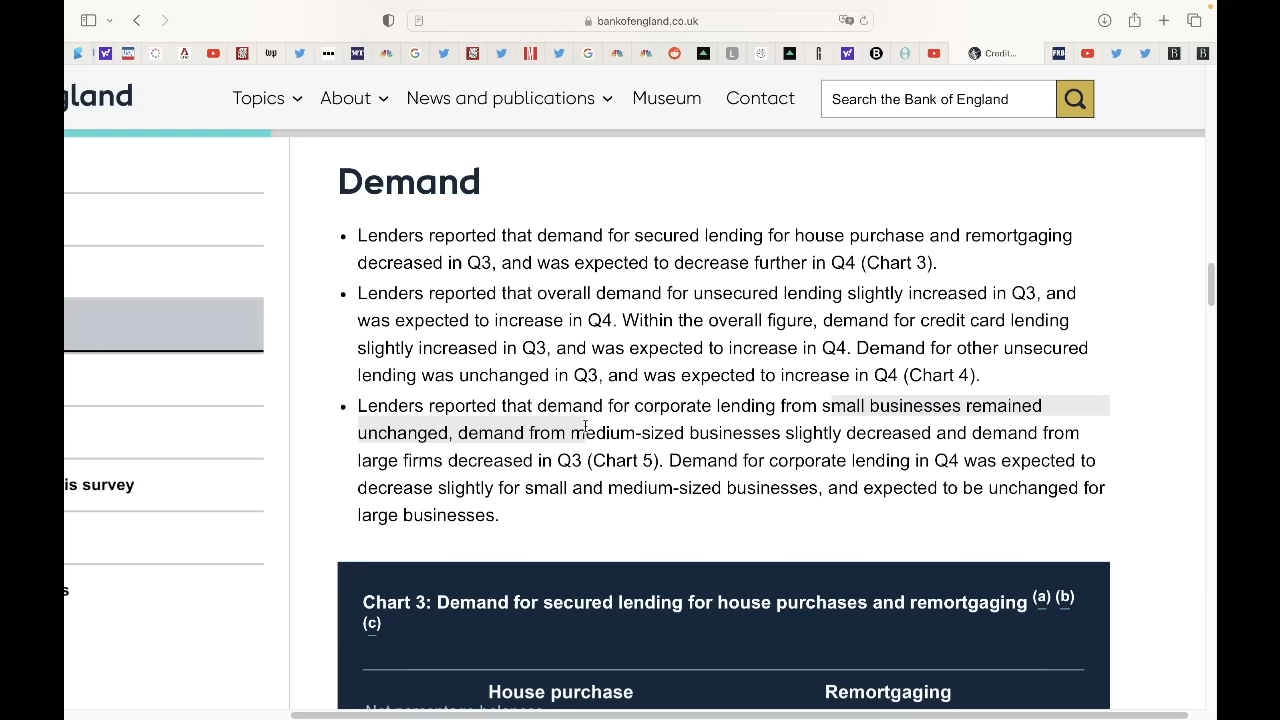 bankofengland.co.uk
Credit...
gland
Topics
About
News and publications
Museum
Contact
Search the Bank of England
Demand
• Lenders reported that demand for secured lending for house purchase and remortgaging
decreased in Q3, and was expected to decrease further in Q4 (Chart 3).
• Lenders reported that overall demand for unsecured lending slightly increased in Q3, and
was expected to increase in Q4. Within the overall figure, demand for credit card lending
slightly increased in Q3, and was expected to increase in Q4. Demand for other unsecured
lending was unchanged in Q3, and was expected to increase in Q4 (Chart 4).
• Lenders reported that demand for corporate lending from small businesses remained
unchanged, demand from medium-sized businesses slightly decreased and demand from
large firms decreased in Q3 (Chart 5). Demand for corporate lending in Q4 was expected to
decrease slightly for small and medium-sized businesses, and expected to be unchanged for
large businesses.
is survey
s
Chart 3: Demand for secured lending for house purchases and remortgaging (a) (b)
(c)
House purchase
Remortgaging
Net percentage balances